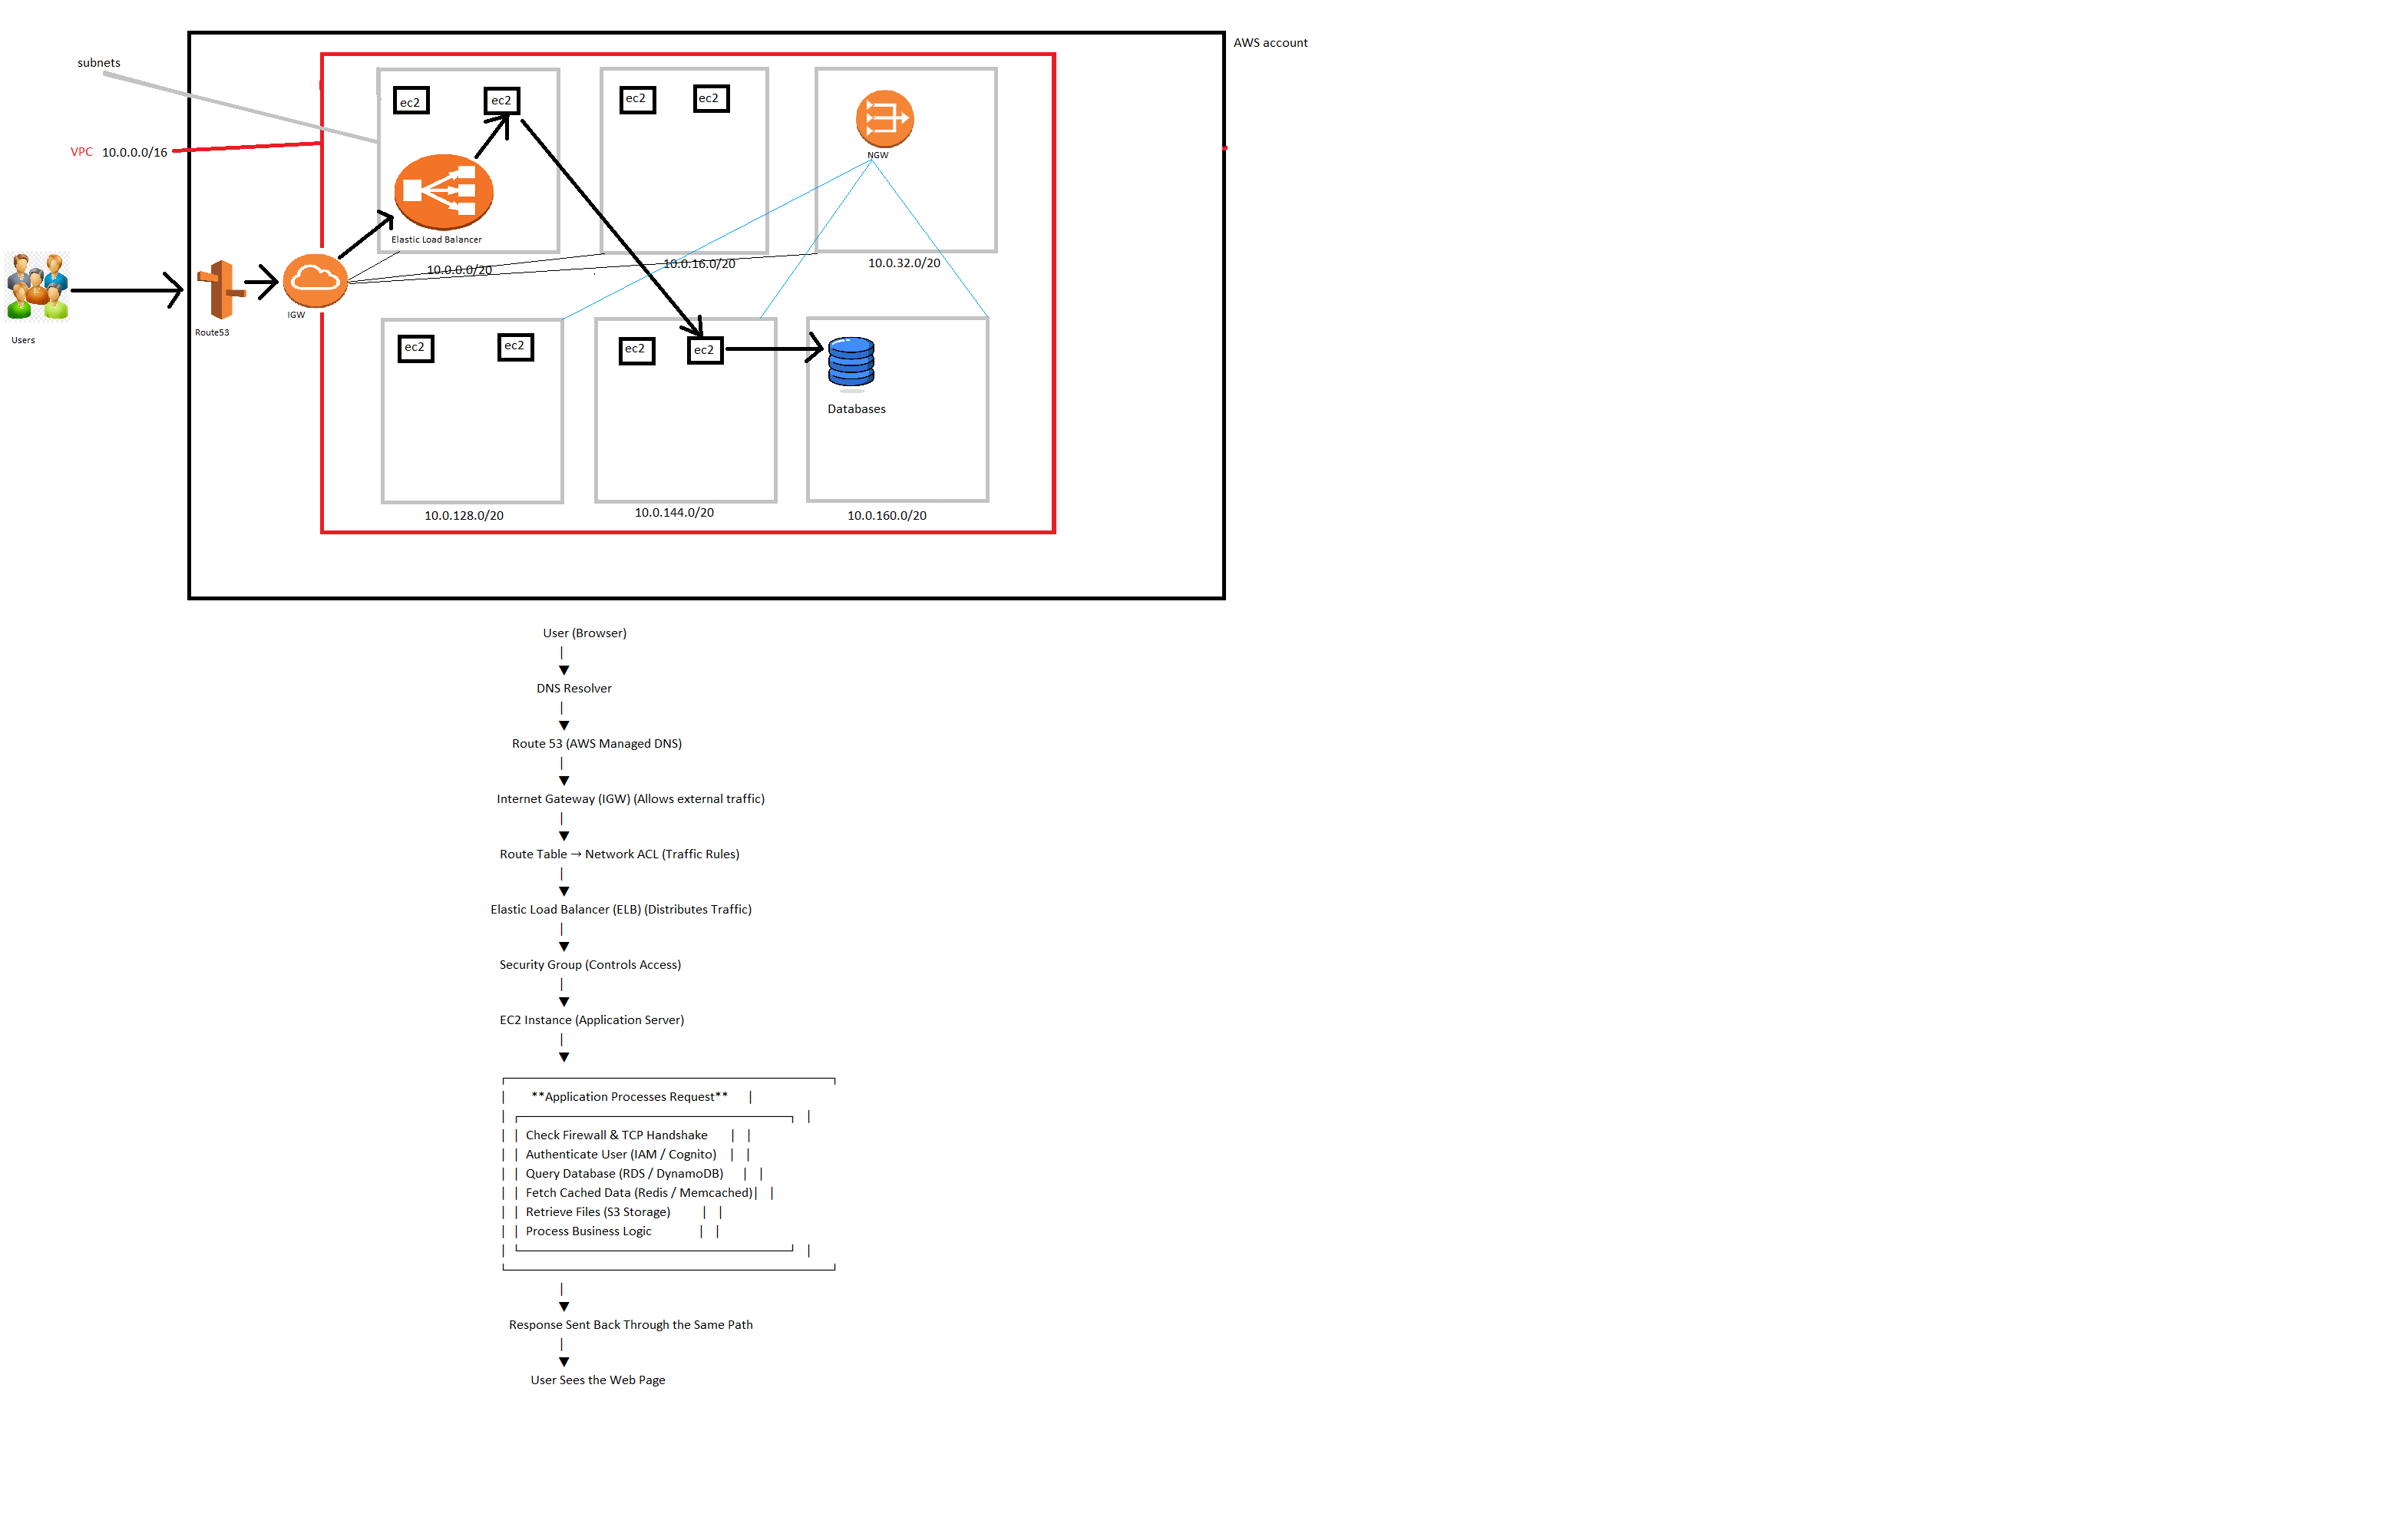 AWS account
subnets
VPC 10.0.0.0/16
ec2
ec2
ec2
ec2
NGW
Elastic Load Balancer
10.0.0.0/20
10.0.16.0/20
10.0.32.0/20
Users
Route53
IGW
ec2
ec2
ec2
ec2
Databases
10.0.128.0/20
10.0.144.0/20
10.0.160.0/20
User (Browser)
|
▼
DNS Resolver
|
▼
Route 53 (AWS Managed DNS)
|
▼
Internet Gateway (IGW) (Allows external traffic)
|
▼
Route Table → Network ACL (Traffic Rules)
|
▼
Elastic Load Balancer (ELB) (Distributes Traffic)
|
▼
Security Group (Controls Access)
|
▼
EC2 Instance (Application Server)
|
▼
**Application Processes Request**
Check Firewall & TCP Handshake
Authenticate User (IAM / Cognito)
Query Database (RDS / DynamoDB)
Fetch Cached Data (Redis / Memcached)
Retrieve Files (S3 Storage)
Process Business Logic
|
▼
Response Sent Back Through the Same Path
|
▼
User Sees the Web Page